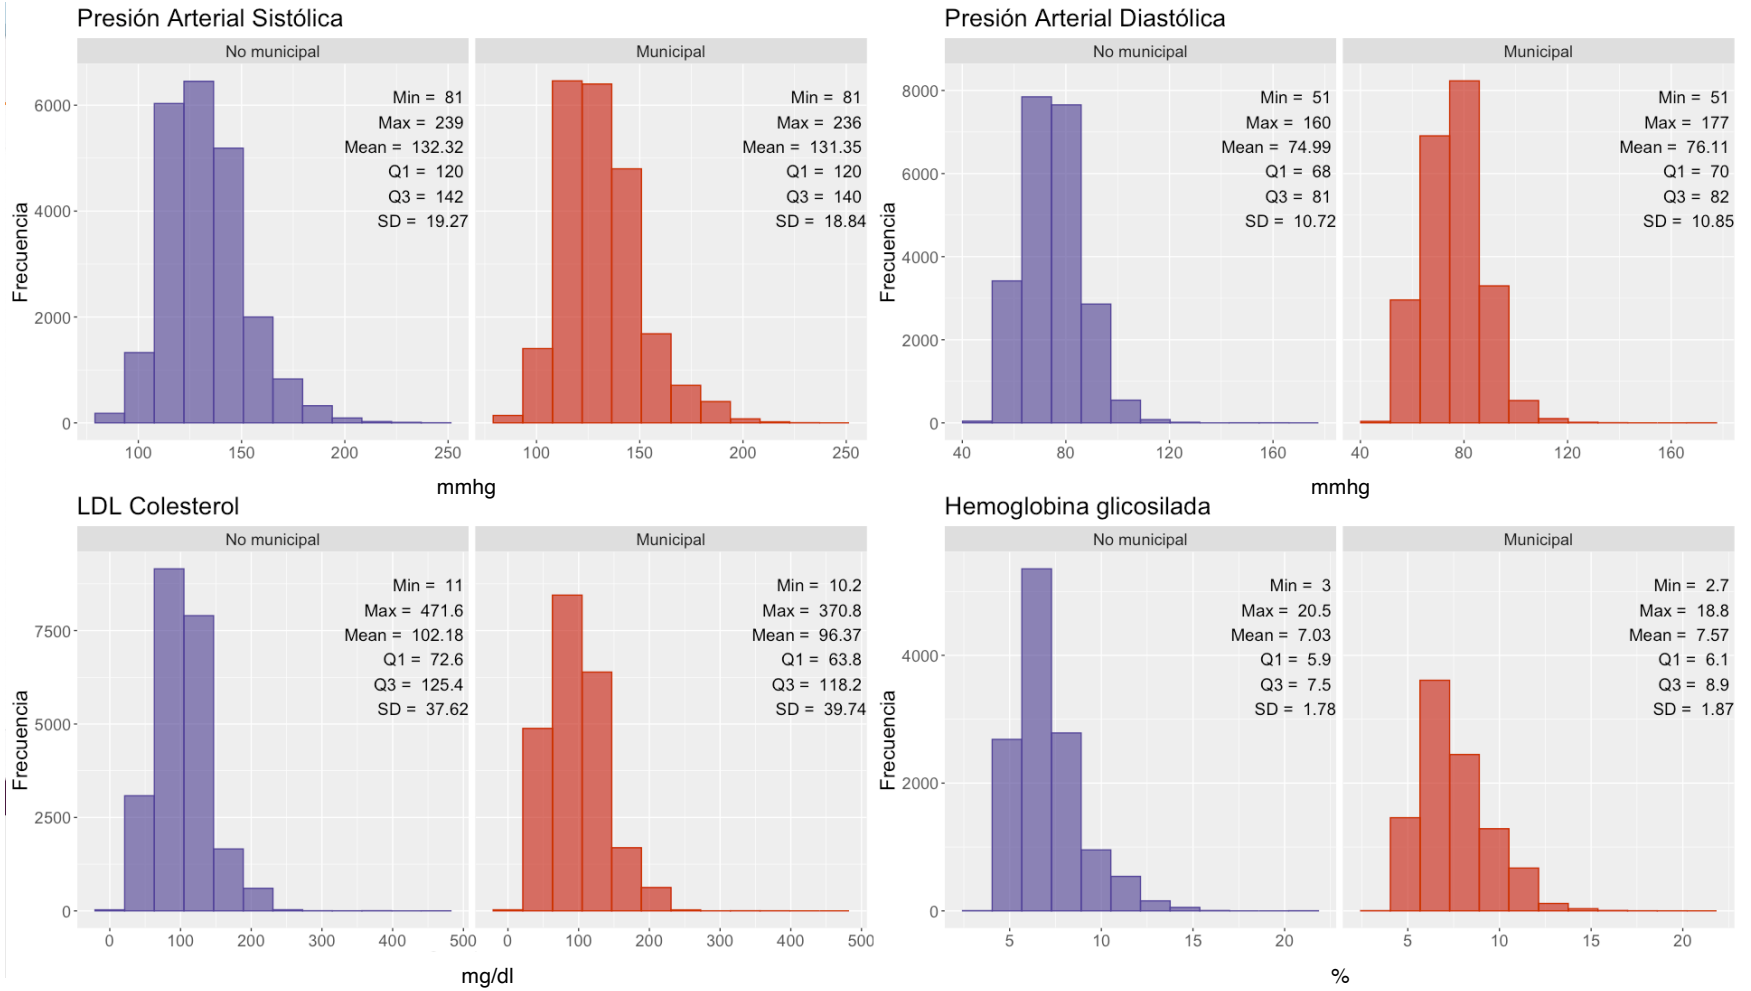 Presión Arterial Sistólica
No municipal
Municipal
Min = 81
Max = 239
Mean = 132.32
Q1 = 120
Q3 = 142
SD = 19.27
Min = 81
Max = 236
Mean = 131.35
Q1 = 120
Q3 = 140
SD = 18.84
Frecuencia
6000
4000
2000
0
100 150 200 250
100 150 200 250
mmhg
Presión Arterial Diastólica
No municipal
Municipal
Min = 51
Max = 160
Mean = 74.99
Q1 = 68
Q3 = 81
SD = 10.72
Min = 51
Max = 177
Mean = 76.11
Q1 = 70
Q3 = 82
SD = 10.85
Frecuencia
8000
6000
4000
2000
0
40 80 120 160
40 80 120 160
mmhg
LDL Colesterol
No municipal
Municipal
Min = 11
Max = 471.6
Mean = 102.18
Q1 = 72.6
Q3 = 125.4
SD = 37.62
Min = 10.2
Max = 370.8
Mean = 96.37
Q1 = 63.8
Q3 = 118.2
SD = 39.74
Frecuencia
7500
5000
2500
0
0 100 200 300 400 500
0 100 200 300 400 500
mg/dl
Hemoglobina glicosilada
No municipal
Municipal
Min = 3
Max = 20.5
Mean = 7.03
Q1 = 5.9
Q3 = 7.5
SD = 1.78
Min = 2.7
Max = 18.8
Mean = 7.57
Q1 = 6.1
Q3 = 8.9
SD = 1.87
Frecuencia
4000
2000
0
5 10 15 20
5 10 15 20
%